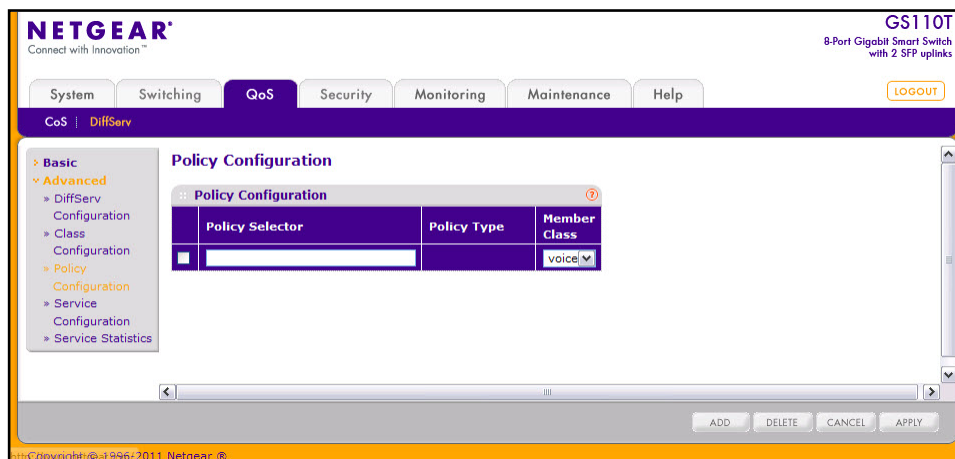 NETGEAR®
Connect with Innovation™
GS110T
8-Port Gigabit Smart Switch
with 2 SFP uplinks
System
Switching
QoS
Security
Monitoring
Maintenance
Help
LOGOUT
CoS
DiffServ
Basic
Advanced
» DiffServ
Configuration
» Class
Configuration
» Policy
Configuration
» Service
Configuration
» Service Statistics
Policy Configuration
Policy Configuration
?
Policy Selector
Policy Type
Member
Class
voice
ADD
DELETE
CANCEL
APPLY
Copyright © 1996-2011 Netgear ®